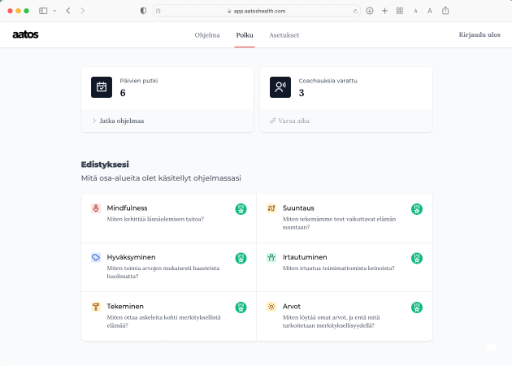 app.aatoshealth.com
aatos
Ohjelma
Polku
Asetukset
Kirjaudu ulos
Päivien putki
6
Coachauksia varattu
3
Jatka ohjelmaa
Varaa aika
Edistyksesi
Mitä osa-alueita olet käsitellyt ohjelmassasi
Mindfulness
Miten kehittää läsnäolemisen taitoa?
Suuntaus
Miten tekemämme teot vaikuttavat elämän
suuntaan?
Hyväksyminen
Miten toimia arvojen mukaisesti haasteista
huolimatta?
Irtautuminen
Miten irtautua toimimattomista keinoista?
Tekeminen
Miten ottaa askeleita kohti merkityksellistä
elämää?
Arvot
Miten löytää omat arvot, ja entä mitä
tarkoitetaan merkityksellisyydellä?